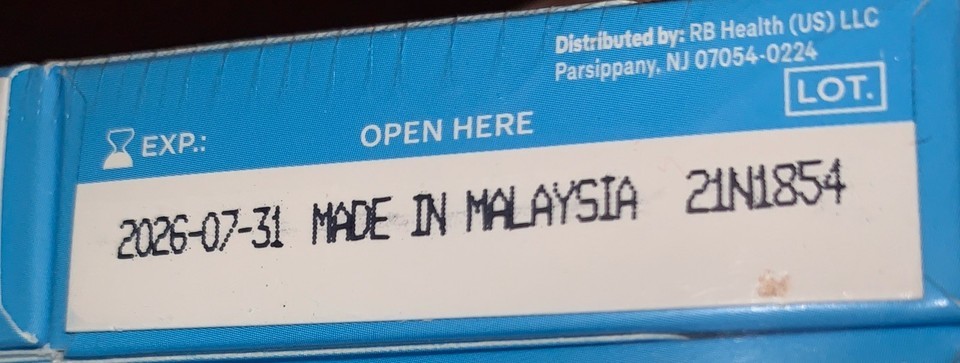 Distributed by: RB Health (US) LLC
Parsippany, NJ 07054-0224
LOT.
EXP.:
OPEN HERE
2026-07-31 MADE IN MALAYSIA 21N1854